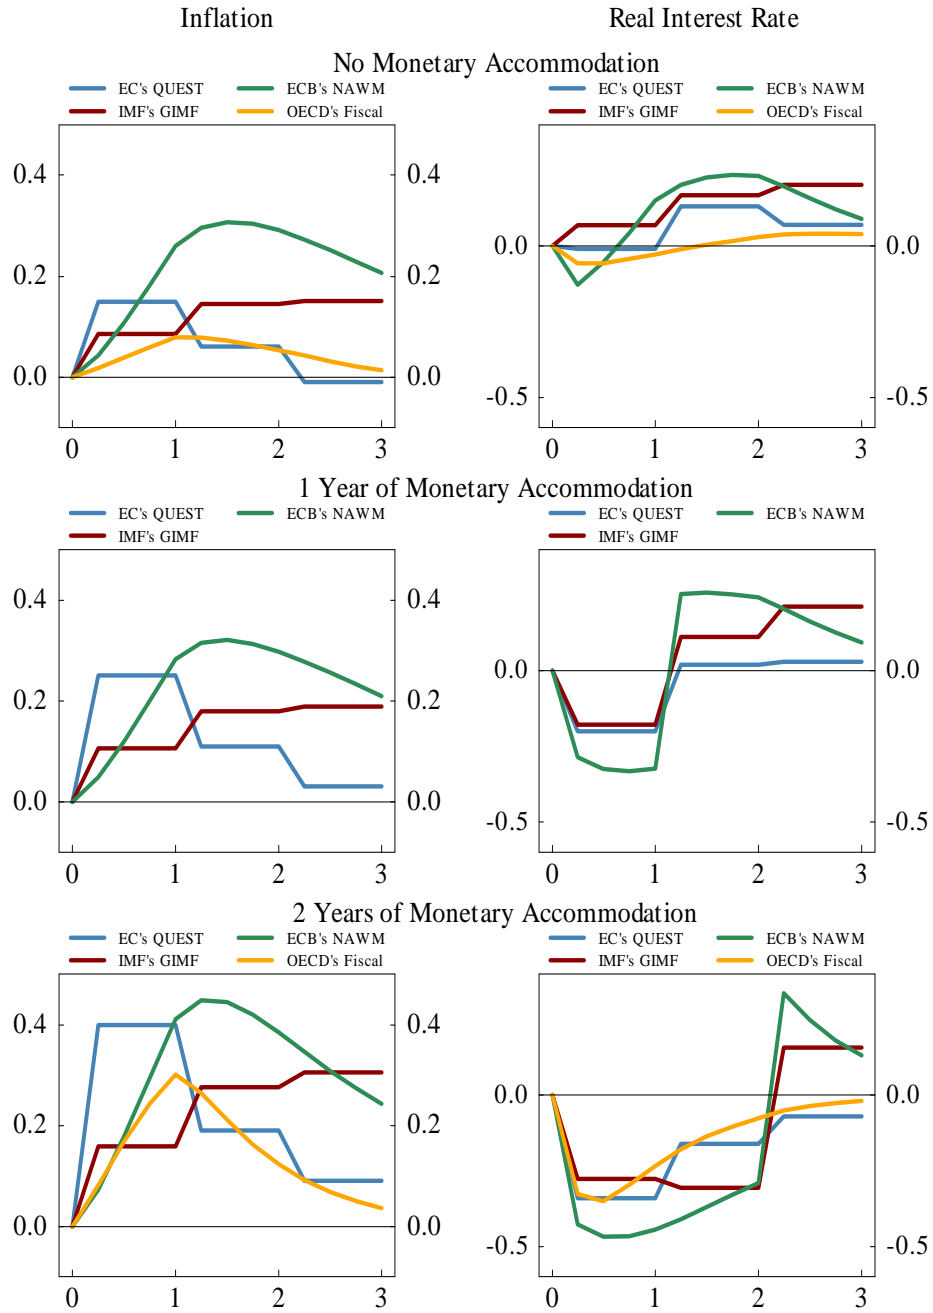 Inflation Real Interest Rate
No Monetary Accommodation
EC's QUEST ECB's NAWM EC's QUEST ECB's NAWM
IMF's GIMF OECD's Fiscal IMF's GIMF OECD's Fiscal
0.4 0.4
0.0 0.0
0.2 0.2
0.0 0.0
-0.5 -0.5
0 1 2 3 0 1 2 3
1 Year of Monetary Accommodation
EC's QUEST ECB's NAWM EC's QUEST ECB's NAWM
IMF's GIMF IMF's GIMF
0.4 0.4
0.0 0.0
0.2 0.2
0.0 0.0
-0.5 -0.5
0 1 2 3 0 1 2 3
2 Years of Monetary Accommodation
EC's QUEST ECB's NAWM EC's QUEST ECB's NAWM
IMF's GIMF OECD's Fiscal IMF's GIMF OECD's Fiscal
0.4 0.4
0.0 0.0
0.2 0.2
0.0 0.0
-0.5 -0.5
0 1 2 3 0 1 2 3